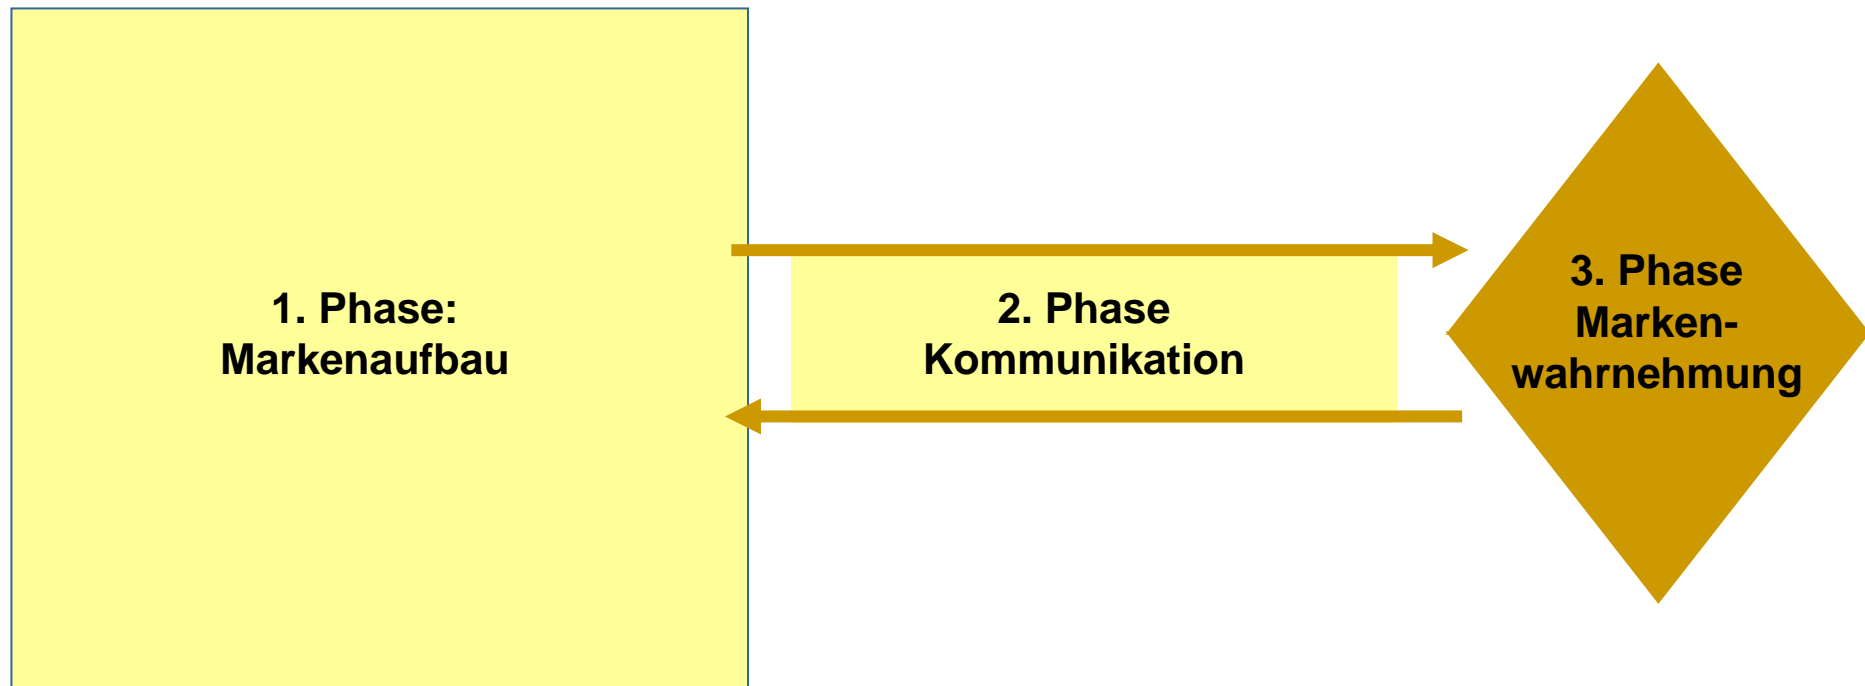 1. Phase:
Markenaufbau
2. Phase
Kommunikation
3. Phase
Marken-
wahrnehmung